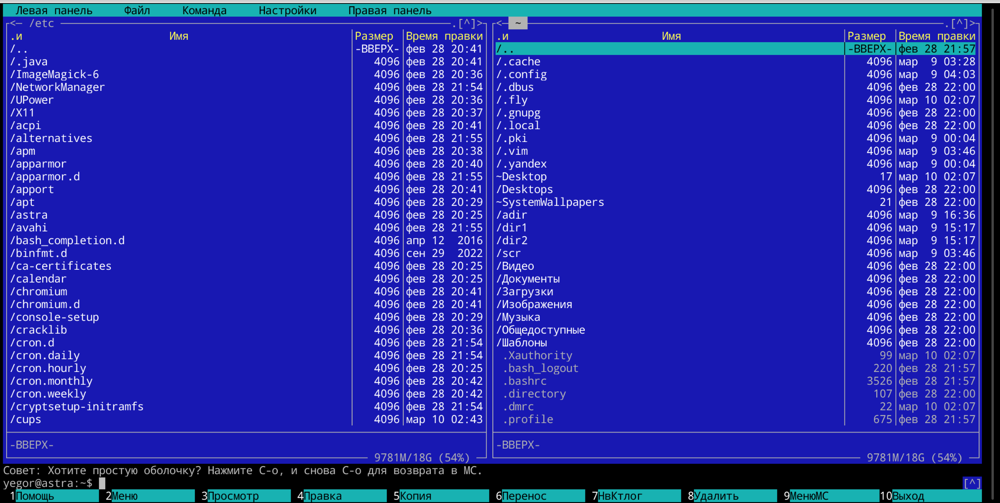 Левая панель Файл Команда Настройки Правая панель
<─ /etc .[^]> <─ ~ .[^]>
.и Имя Размер Время правки .и Имя Размер Время правки
/.. -ВВЕРХ- фев 28 20:41 /.. -ВВЕРХ- фев 28 21:57
/.java 4096 фев 28 20:41 /.cache 4096 мар 9 03:28
/ImageMagick-6 4096 фев 28 20:36 /.config 4096 мар 9 04:03
/NetworkManager 4096 фев 28 21:54 /.dbus 4096 фев 28 22:00
/UPower 4096 фев 28 20:36 /.fly 4096 мар 10 02:07
/X11 4096 фев 28 20:37 /.gnupg 4096 фев 28 22:00
/acpi 4096 фев 28 20:41 /.local 4096 фев 28 22:00
/alternatives 4096 фев 28 21:55 /.pki 4096 мар 9 00:04
/apm 4096 фев 28 20:38 /.vim 4096 мар 9 03:46
/apparmor 4096 фев 28 20:40 /.yandex 4096 мар 9 00:04
/apparmor.d 4096 фев 28 21:55 ~Desktop 17 мар 10 02:07
/apport 4096 фев 28 20:41 /Desktops 4096 фев 28 22:00
/apt 4096 фев 28 20:29 ~SystemWallpapers 21 фев 28 22:00
/astra 4096 фев 28 20:25 /adir 4096 мар 9 16:36
/avahi 4096 фев 28 21:55 /dir1 4096 мар 9 15:17
/bash_completion.d 4096 апр 12 2016 /dir2 4096 мар 9 15:17
/binfmt.d 4096 сен 29 2022 /scr 4096 мар 9 03:46
/ca-certificates 4096 фев 28 20:25 /Видео 4096 фев 28 22:00
/calendar 4096 фев 28 20:25 /Документы 4096 фев 28 22:00
/chromium 4096 фев 28 20:41 /Загрузки 4096 фев 28 22:00
/chromium.d 4096 фев 28 20:41 /Изображения 4096 фев 28 22:00
/console-setup 4096 фев 28 20:29 /Музыка 4096 фев 28 22:00
/cracklib 4096 фев 28 20:36 /Общедоступные 4096 фев 28 22:00
/cron.d 4096 фев 28 21:54 /Шаблоны 4096 фев 28 22:00
/cron.daily 4096 фев 28 21:54 .Xauthority 99 мар 10 02:07
/cron.hourly 4096 фев 28 20:25 .bash_logout 220 фев 28 21:57
/cron.monthly 4096 фев 28 20:42 .bashrc 3526 фев 28 21:57
/cron.weekly 4096 фев 28 20:42 .directory 107 фев 28 22:00
/cryptsetup-initramfs 4096 фев 28 21:54 .dmrc 22 мар 10 02:07
/cups 4096 мар 10 02:43 .profile 675 фев 28 21:57
-ВВЕРХ- -ВВЕРХ-
9781M/18G (54%) 9781M/18G (54%)
Совет: Хотите простую оболочку? Нажмите C-o, и снова C-o для возврата в MC.
yegor@astra:~$ [^]
1Помощь 2Меню 3Просмотр 4Правка 5Копия 6Перенос 7НвКтлог 8Удалить 9МенюМС 10Выход